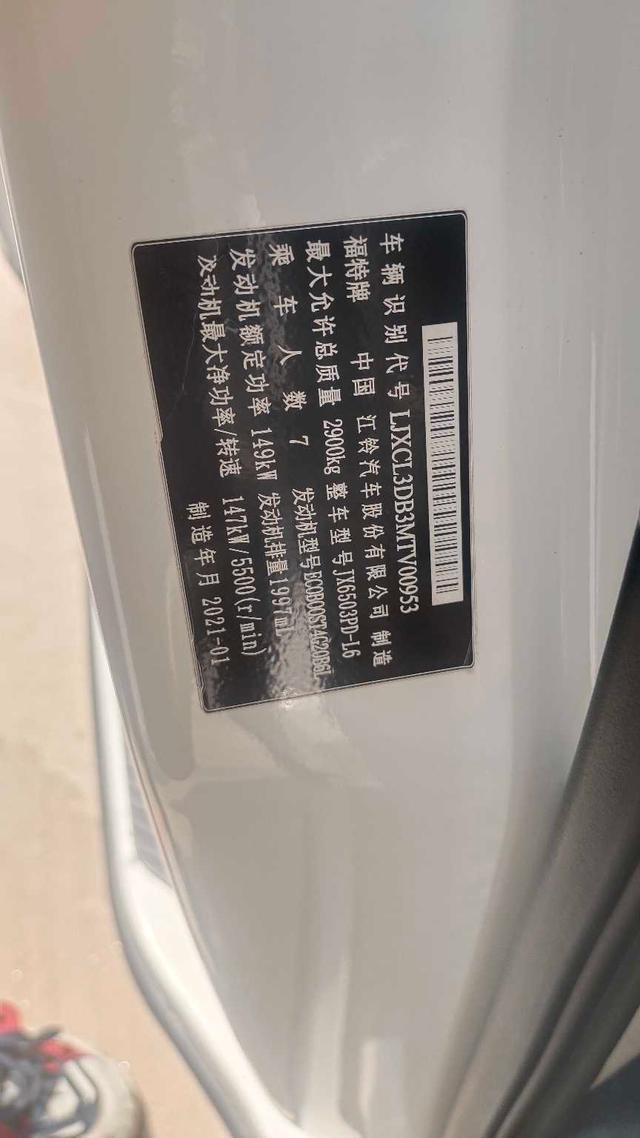 车辆识别代号 LJXCL3DB3MTV00953
福特牌 中国 江铃汽车股份有限公司 制造
最大允许总质量 2900kg 整车型号 JX6503PD-L6
乘车人数 7 发动机型号
发动机额定功率 149kW 发动机排量 1997mL
发动机最大净功率/转速 147kW/5500(r/min)
制造年月 2021-01